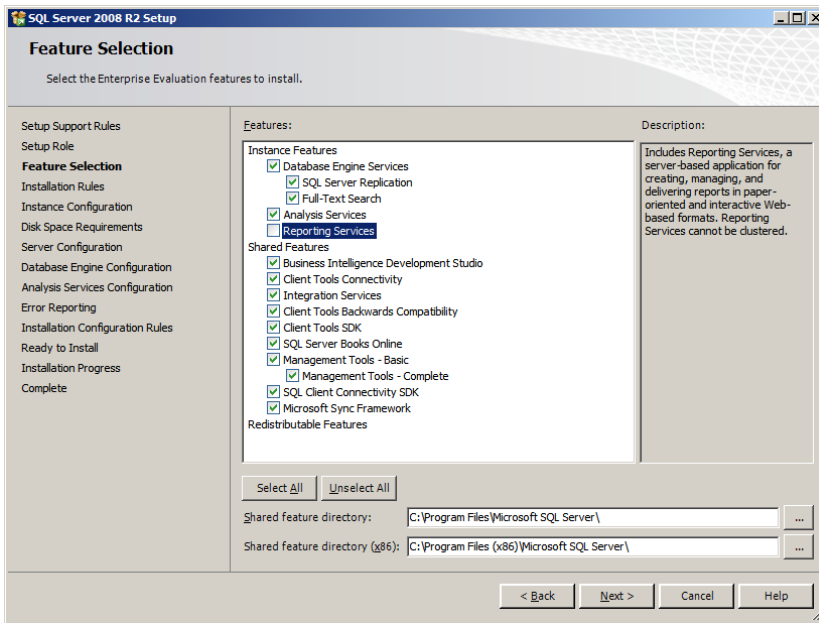 SQL Server 2008 R2 Setup
Feature Selection
Select the Enterprise Evaluation features to install.
Setup Support Rules
Setup Role
Feature Selection
Installation Rules
Instance Configuration
Disk Space Requirements
Server Configuration
Database Engine Configuration
Analysis Services Configuration
Error Reporting
Installation Configuration Rules
Ready to Install
Installation Progress
Complete
Features:
Instance Features
Database Engine Services
SQL Server Replication
Full-Text Search
Analysis Services
Reporting Services
Shared Features
Business Intelligence Development Studio
Client Tools Connectivity
Integration Services
Client Tools Backwards Compatibility
Client Tools SDK
SQL Server Books Online
Management Tools - Basic
Management Tools - Complete
SQL Client Connectivity SDK
Microsoft Sync Framework
Redistributable Features
Description:
Includes Reporting Services, a
server-based application for
creating, managing, and
delivering reports in paper-
oriented and interactive Web-
based formats. Reporting
Services cannot be clustered.
Select All Unselect All
Shared feature directory: C:\Program Files\Microsoft SQL Server\ ...
Shared feature directory (x86): C:\Program Files (x86)\Microsoft SQL Server\ ...
< Back Next > Cancel Help